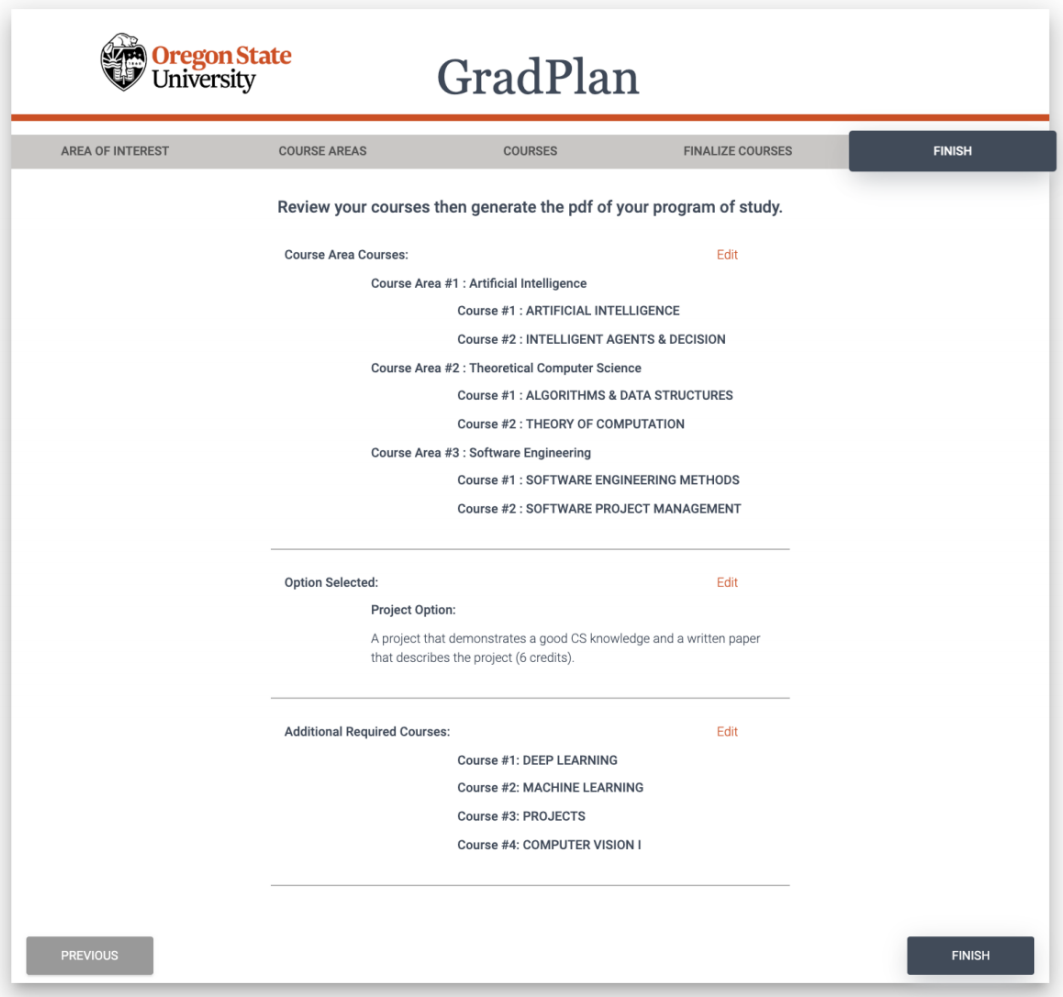 Oregon State
University
GradPlan
AREA OF INTEREST
COURSE AREAS
COURSES
FINALIZE COURSES
FINISH
Review your courses then generate the pdf of your program of study.
Course Area Courses: Edit
Course Area #1 : Artificial Intelligence
Course #1 : ARTIFICIAL INTELLIGENCE
Course #2 : INTELLIGENT AGENTS & DECISION
Course Area #2 : Theoretical Computer Science
Course #1 : ALGORITHMS & DATA STRUCTURES
Course #2 : THEORY OF COMPUTATION
Course Area #3 : Software Engineering
Course #1 : SOFTWARE ENGINEERING METHODS
Course #2 : SOFTWARE PROJECT MANAGEMENT
Option Selected: Edit
Project Option:
A project that demonstrates a good CS knowledge and a written paper
that describes the project (6 credits).
Additional Required Courses: Edit
Course #1: DEEP LEARNING
Course #2: MACHINE LEARNING
Course #3: PROJECTS
Course #4: COMPUTER VISION I
PREVIOUS
FINISH